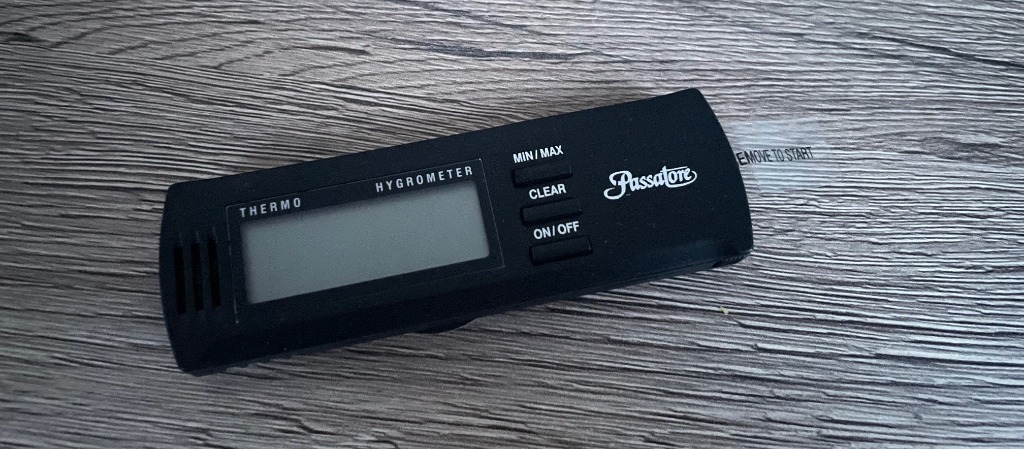 THERMO HYGROMETER
MIN / MAX
CLEAR
ON / OFF
Passatore
EMOVE TO START